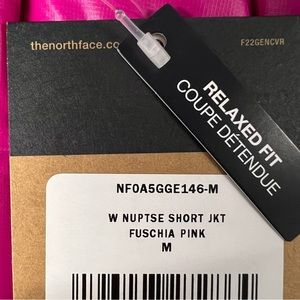 thenorthface.co
F22GENCVR
RELAXED FIT
COUPE DÉTENDUE
NF0A5GGE146-M
W NUPTSE SHORT JKT
FUSCHIA PINK
M